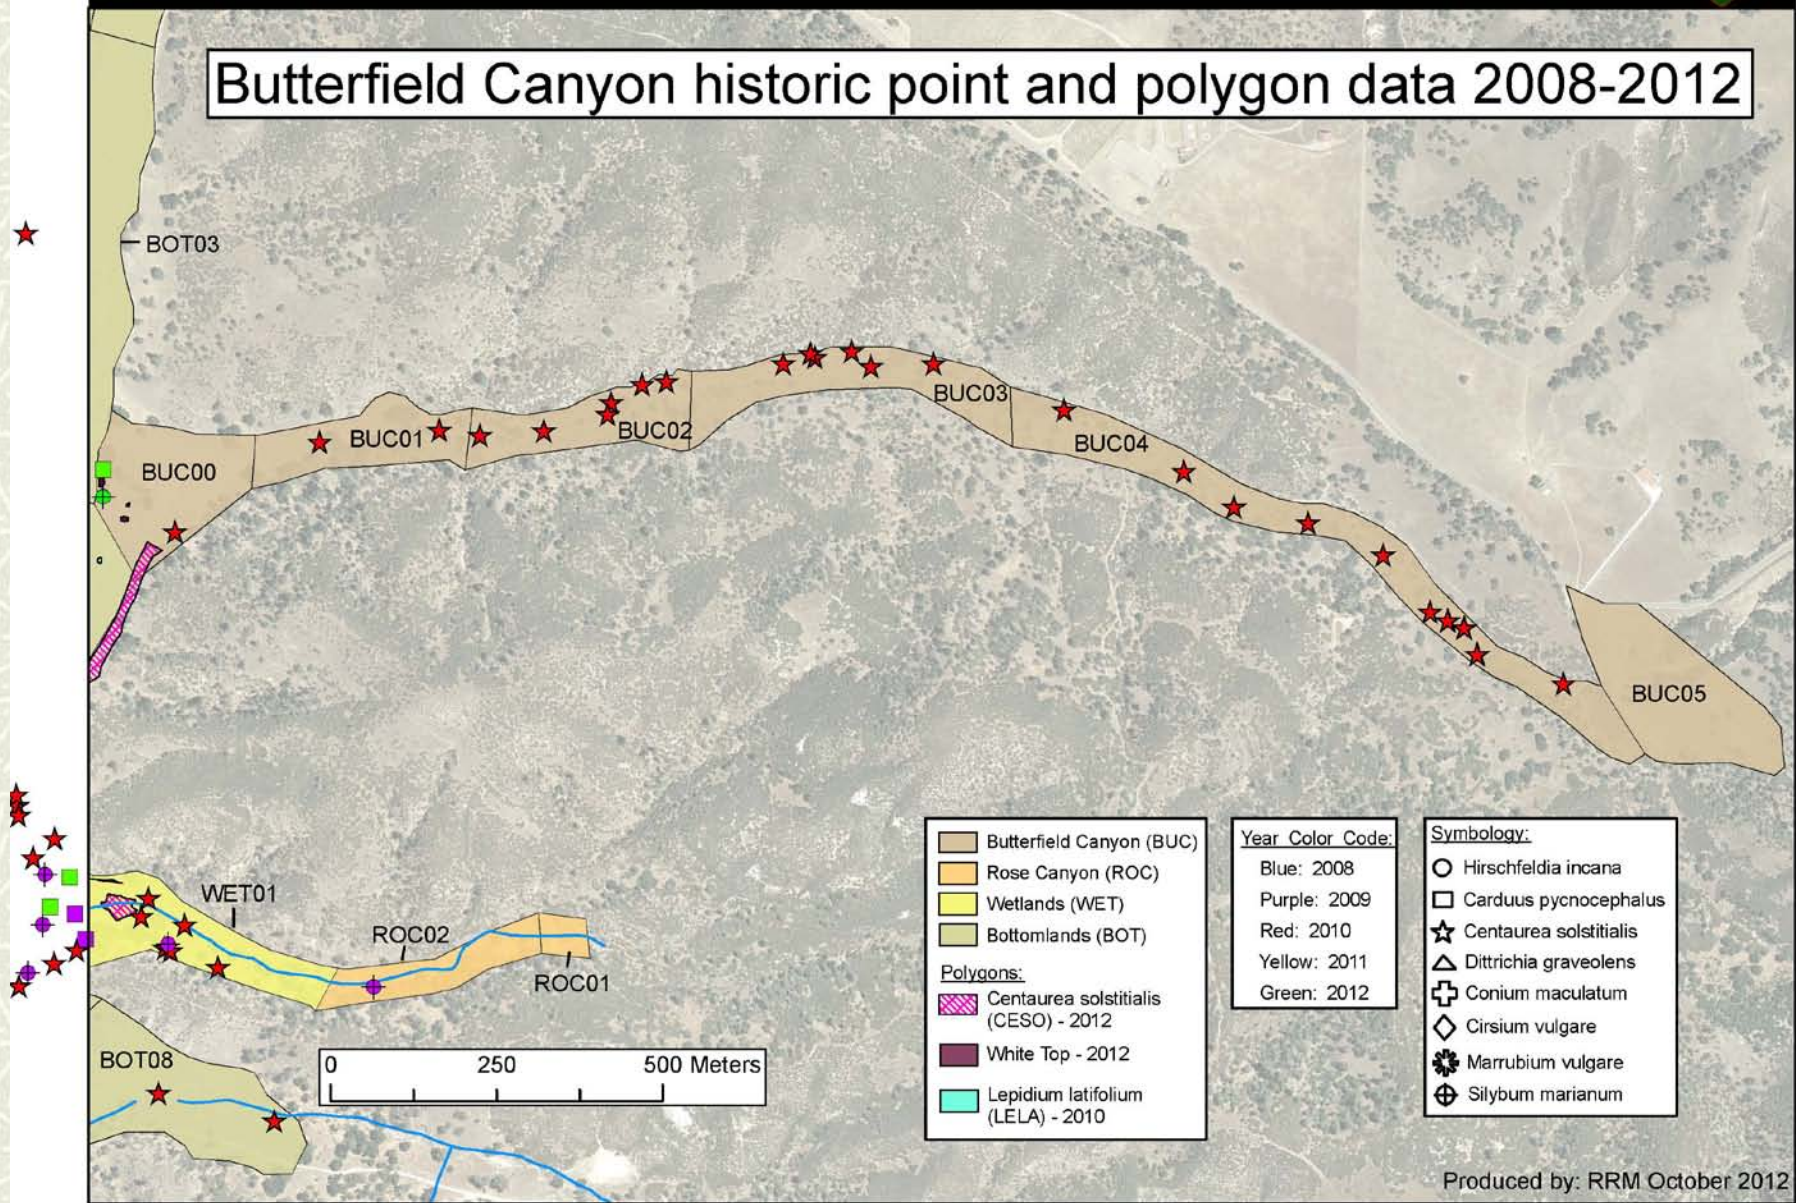 Butterfield Canyon historic point and polygon data 2008-2012
BOT03
BUC00
BUC01
BUC02
BUC03
BUC04
BUC05
WET01
ROC02
ROC01
BOT08
0 250 500 Meters
Butterfield Canyon (BUC)
Rose Canyon (ROC)
Wetlands (WET)
Bottomlands (BOT)
Polygons:
Centaurea solstitialis
(CESO) - 2012
White Top - 2012
Lepidium latifolium
(LELA) - 2010
Year Color Code:
Blue: 2008
Purple: 2009
Red: 2010
Yellow: 2011
Green: 2012
Symbology:
Hirschfeldia incana
Carduus pycnocephalus
Centaurea solstitialis
Dittrichia graveolens
Conium maculatum
Cirsium vulgare
Marrubium vulgare
Silybum marianum
Produced by: RRM October 2012